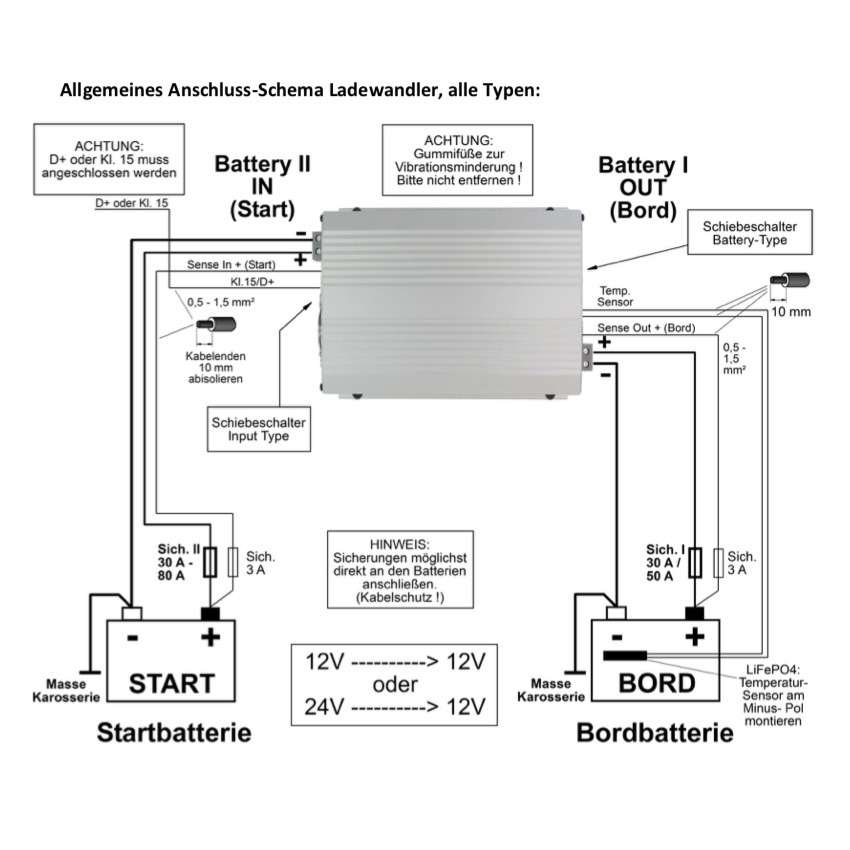 Allgemeines Anschluss-Schema Ladewandler, alle Typen:
ACHTUNG:
D+ oder Kl. 15 muss
angeschlossen werden
Battery II
IN
(Start)
ACHTUNG:
Gummifüße zur
Vibrationsminderung !
Bitte nicht entfernen !
Battery I
OUT
(Bord)
D+ oder Kl. 15
Schiebeschalter
Battery-Type
-
+
Sense In + (Start)
Kl.15/D+
0,5 - 1,5 mm²
Kabelenden
10 mm
abisolieren
Schiebeschalter
Input Type
Temp.
Sensor
10 mm
Sense Out + (Bord)
+
-
0,5 -
1,5
mm²
Sich. II
30 A -
80 A
Sich.
3 A
HINWEIS:
Sicherungen möglichst
direkt an den Batterien
anschließen.
(Kabelschutz !)
Sich. I
30 A /
50 A
Sich.
3 A
- +
START
Masse
Karosserie
Startbatterie
12V ----------> 12V
oder
24V ----------> 12V
- +
BORD
Masse
Karosserie
Bordbatterie
LiFePO4:
Temperatur-
Sensor am
Minus- Pol
montieren